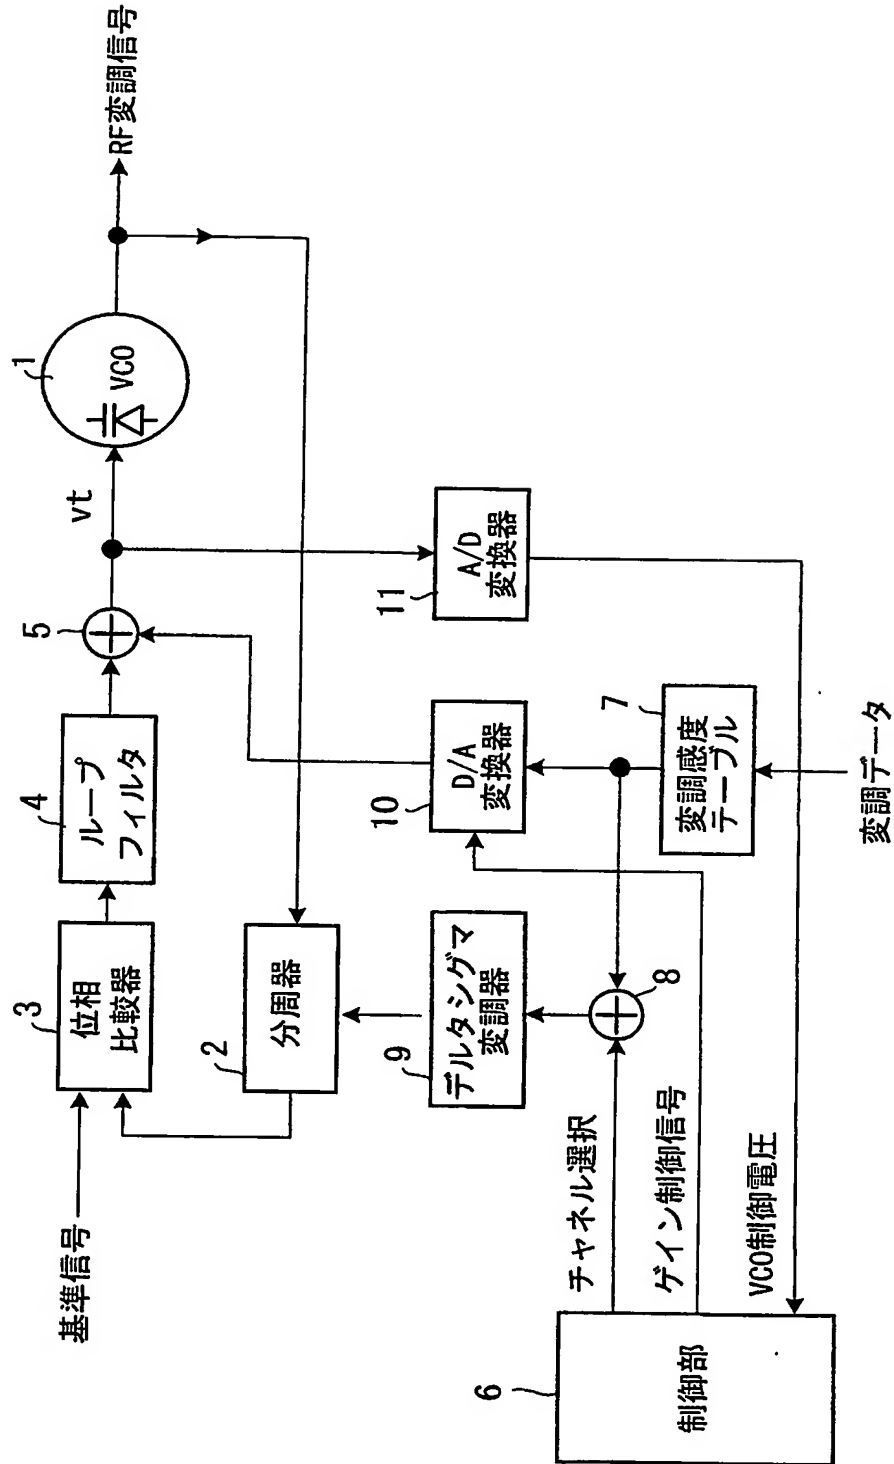 基準信号
3
位相
比較器
4
ループ
フィルタ
5
vt
1
VCO
RF変調信号
2
分周器
9
デルタシグマ
変調器
10
D/A
変換器
11
A/D
変換器
8
7
変調感度
テーブル
変調データ
チャネル選択
ゲイン制御信号
VCO制御電圧
6
制御部